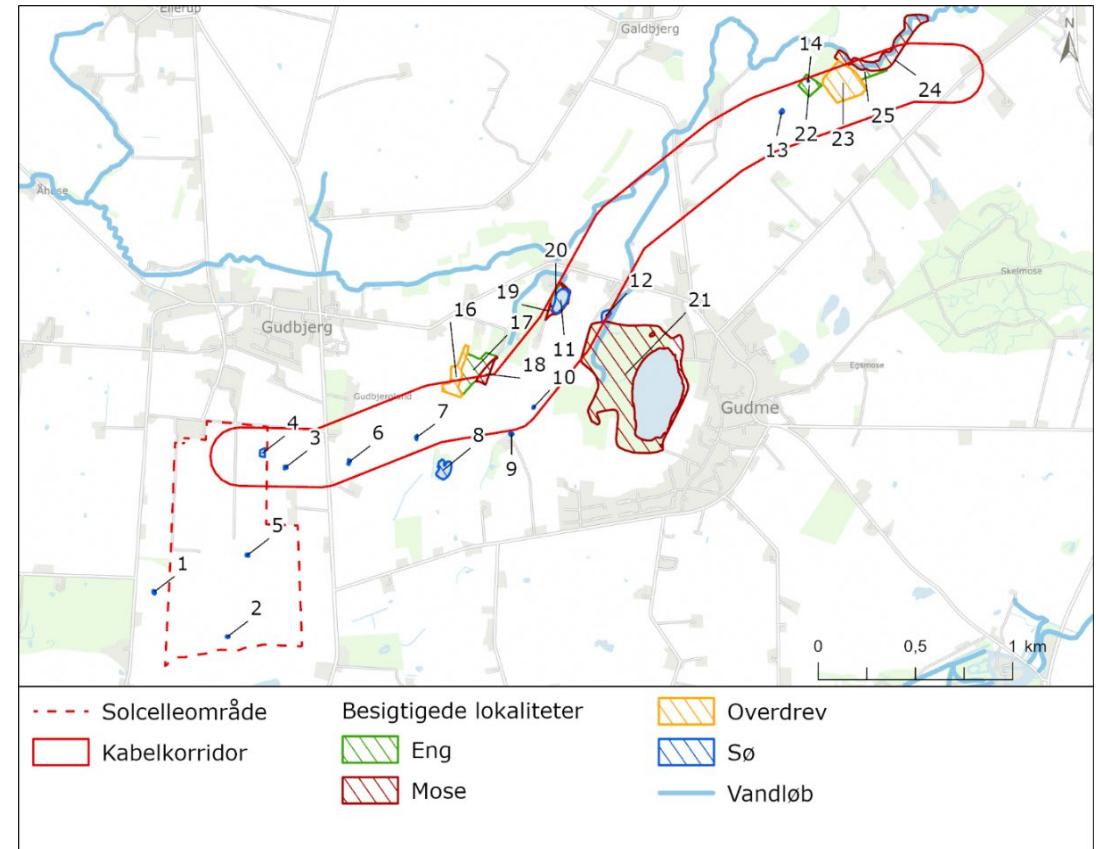 Ellerup
Galdbjerg
N
14
24
25
22
23
13
Åhuse
Skelmose
20
12
19
21
16
17
Gudbjerg
11
18
Egsmose
Gudbjerglund
10
Gudme
4
3
6
7
8
9
5
1
2
0 0,5 1 km
Solcelleområde
Kabelkorridor
Besigtigede lokaliteter
Eng
Mose
Overdrev
Sø
Vandløb